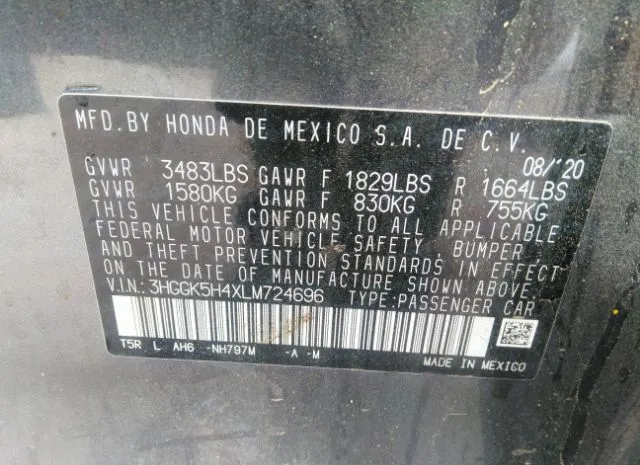 MFD.BY HONDA DE MEXICO S.A. DE C.V.
08/'20
GVWR 3483LBS GAWR F 1829LBS R 1664LBS
GVWR 1580KG GAWR F 830KG R 755KG
THIS VEHICLE CONFORMS TO ALL APPLICABLE
FEDERAL MOTOR VEHICLE SAFETY, BUMPER,
AND THEFT PREVENTION STANDARDS IN EFFECT
ON THE DATE OF MANUFACTURE SHOWN ABOVE.
V.I.N.: 3HGGK5H4XLM724696 TYPE:PASSENGER CAR
T5R L AH6 -NH797M -A -M
MADE IN MEXICO